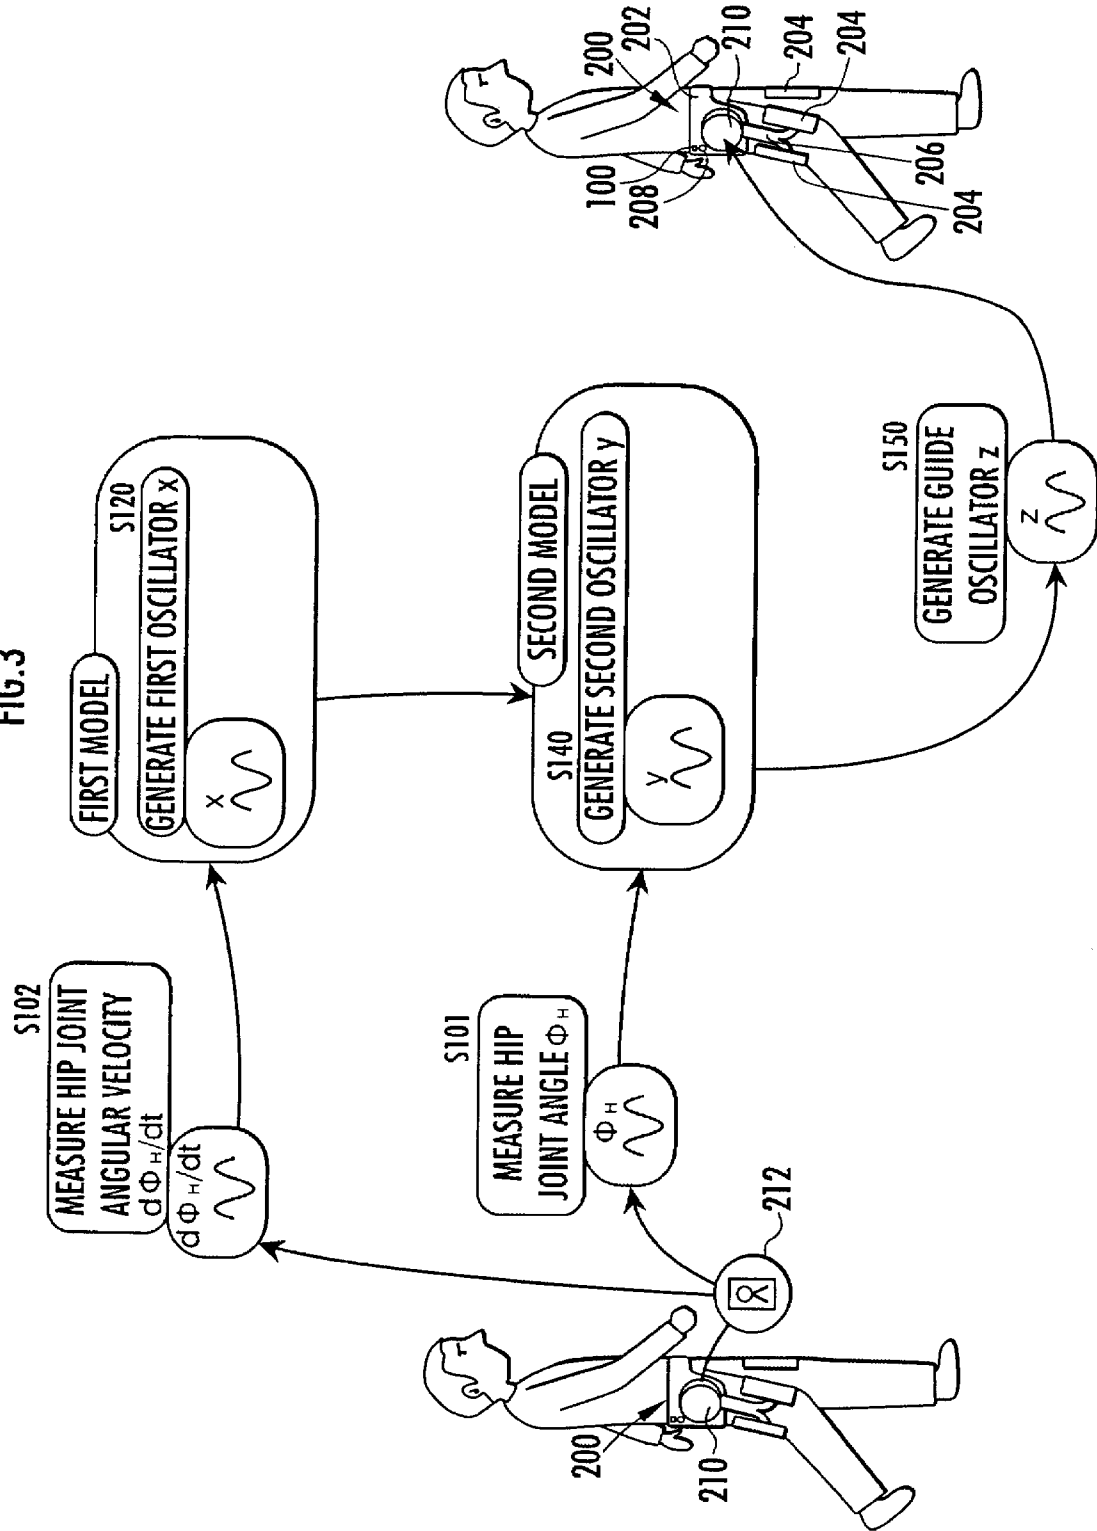 FIG.3
FIRST MODEL
S120
GENERATE FIRST OSCILLATOR x
x
S102
MEASURE HIP JOINT
ANGULAR VELOCITY
dΦH/dt
dΦH/dt
SECOND MODEL
S140
GENERATE SECOND OSCILLATOR y
y
S101
MEASURE HIP
JOINT ANGLE ΦH
ΦH
S150
GENERATE GUIDE
OSCILLATOR z
z
212
200
210
200
202
210
204
204
100
208
206
204